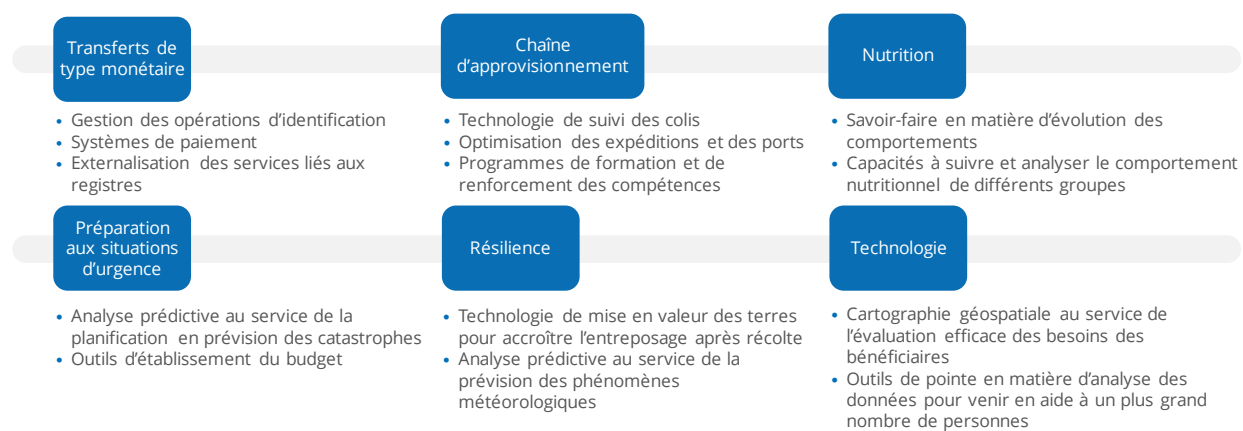 Transferts de
type monétaire
• Gestion des opérations d’identification
• Systèmes de paiement
• Externalisation des services liés aux
registres
Chaîne
d’approvisionnement
• Technologie de suivi des colis
• Optimisation des expéditions et des ports
• Programmes de formation et de
renforcement des compétences
Nutrition
• Savoir-faire en matière d’évolution des
comportements
• Capacités à suivre et analyser le comportement
nutritionnel de différents groupes
Préparation
aux situations
d’urgence
• Analyse prédictive au service de la
planification en prévision des catastrophes
• Outils d’établissement du budget
Résilience
• Technologie de mise en valeur des terres
pour accroître l’entreposage après récolte
• Analyse prédictive au service de la
prévision des phénomènes
météorologiques
Technologie
• Cartographie géospatiale au service de
l’évaluation efficace des besoins des
bénéficiaires
• Outils de pointe en matière d’analyse des
données pour venir en aide à un plus grand
nombre de personnes